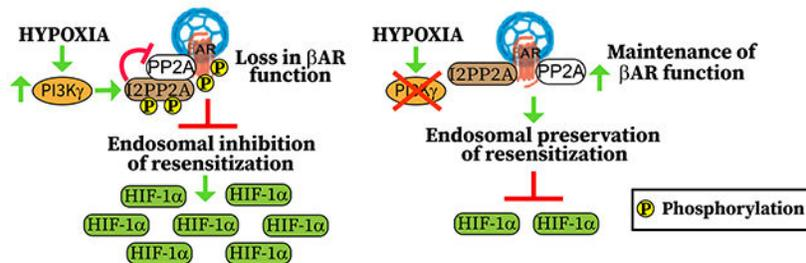 HYPOXIA
PI3Kγ
PP2A
I2PP2A
βAR
P
P
P
P
Loss in βAR
function
Endosomal inhibition
of resensitization
HIF-1α
HIF-1α
HIF-1α
HIF-1α
HIF-1α
HIF-1α
HIF-1α
HYPOXIA
PI3Kγ
I2PP2A
βAR
PP2A
Maintenance of
βAR function
Endosomal preservation
of resensitization
HIF-1α
HIF-1α
P Phosphorylation